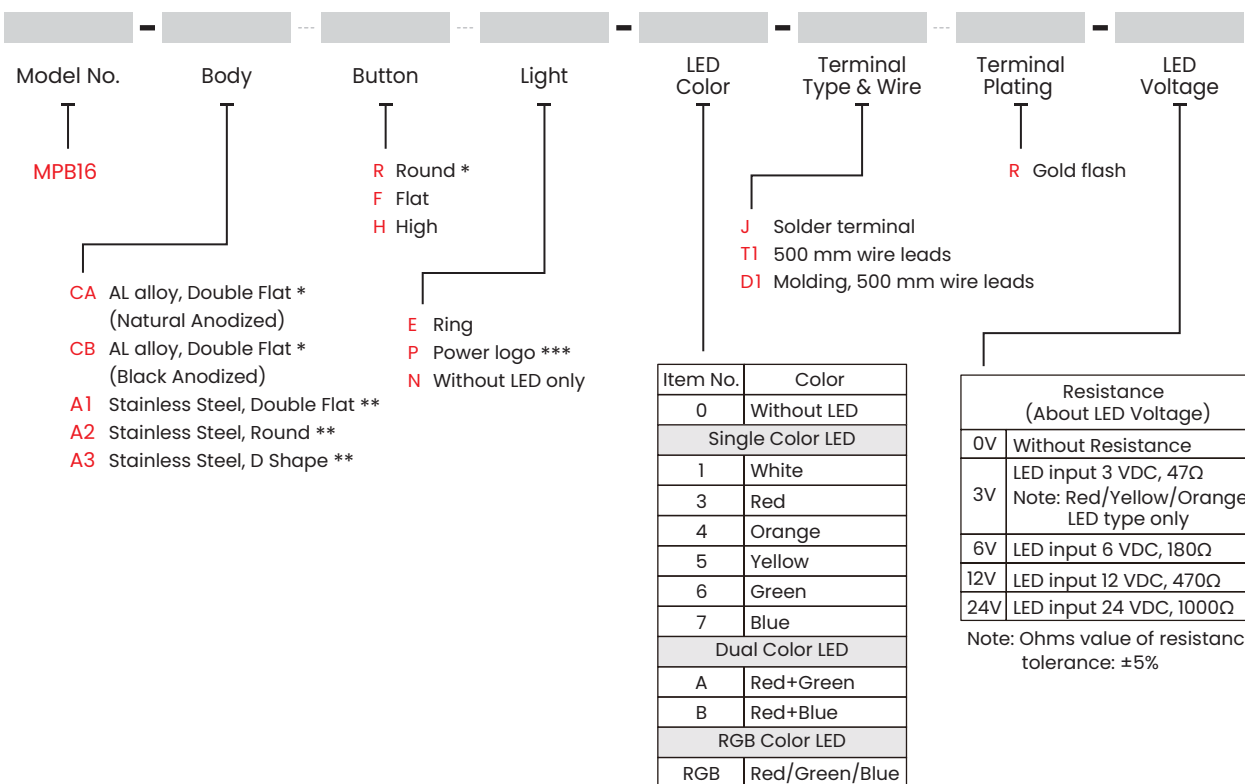 Model No.
Body
Button
Light
LED
Color
Terminal
Type & Wire
Terminal
Plating
LED
Voltage
MPB16
CA AL alloy, Double Flat *
(Natural Anodized)
CB AL alloy, Double Flat *
(Black Anodized)
A1 Stainless Steel, Double Flat **
A2 Stainless Steel, Round **
A3 Stainless Steel, D Shape **
R Round *
F Flat
H High
E Ring
P Power logo ***
N Without LED only
Item No. Color
0 Without LED
Single Color LED
1 White
3 Red
4 Orange
5 Yellow
6 Green
7 Blue
Dual Color LED
A Red+Green
B Red+Blue
RGB Color LED
RGB Red/Green/Blue
J Solder terminal
T1 500 mm wire leads
D1 Molding, 500 mm wire leads
R Gold flash
Resistance
(About LED Voltage)
0V Without Resistance
3V LED input 3 VDC, 47Ω
Note: Red/Yellow/Orange
LED type only
6V LED input 6 VDC, 180Ω
12V LED input 12 VDC, 470Ω
24V LED input 24 VDC, 1000Ω
Note: Ohms value of resistanc
tolerance: ±5%